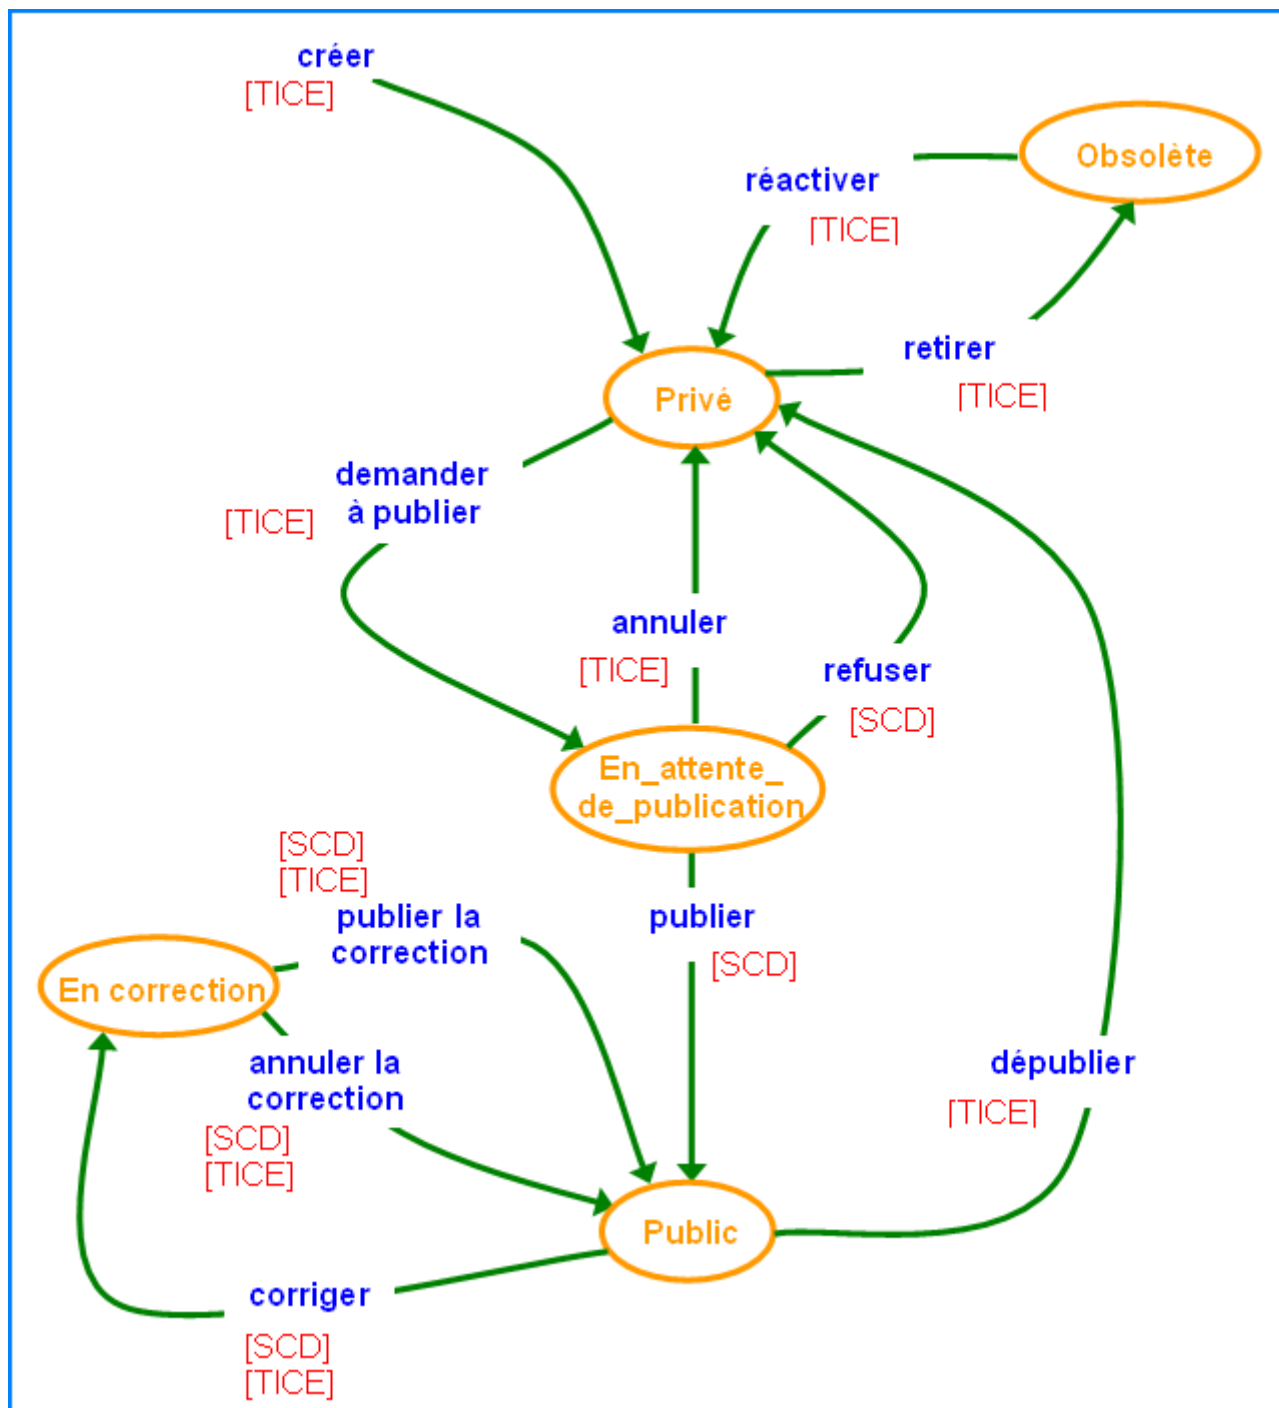 créer
[TICE]
Obsolète
réactiver
[TICE]
retirer
[TICE]
Privé
demander
à publier
[TICE]
annuler
[TICE]
refuser
[SCD]
En_attente_
de_publication
[SCD]
[TICE]
publier la
correction
publier
[SCD]
En correction
annuler la
correction
[SCD]
[TICE]
dépublier
[TICE]
Public
corriger
[SCD]
[TICE]